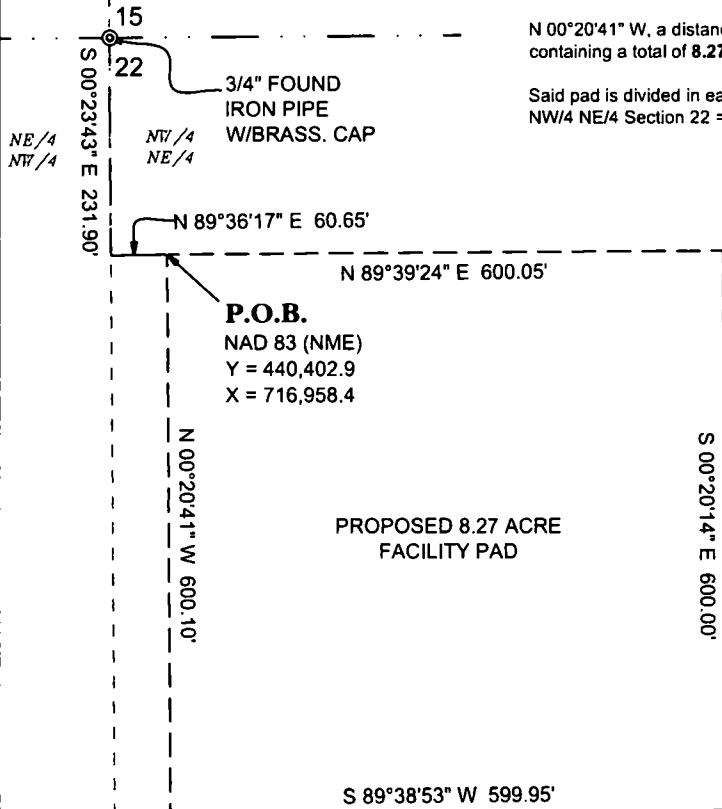 15
22
N 00°20'41" W, a distanc
containing a total of 8.27
Said pad is divided in ea
NW/4 NE/4 Section 22 =
3/4" FOUND
IRON PIPE
W/BRASS. CAP
NE/4
NW/4
NW/4
NE/4
S 00°23'43" E 231.90'
N 89°36'17" E 60.65'
N 89°39'24" E 600.05'
P.O.B.
NAD 83 (NME)
Y = 440,402.9
X = 716,958.4
N 00°20'41" W 600.10'
PROPOSED 8.27 ACRE
FACILITY PAD
S 00°20'14" E 600.00'
S 89°38'53" W 599.95'